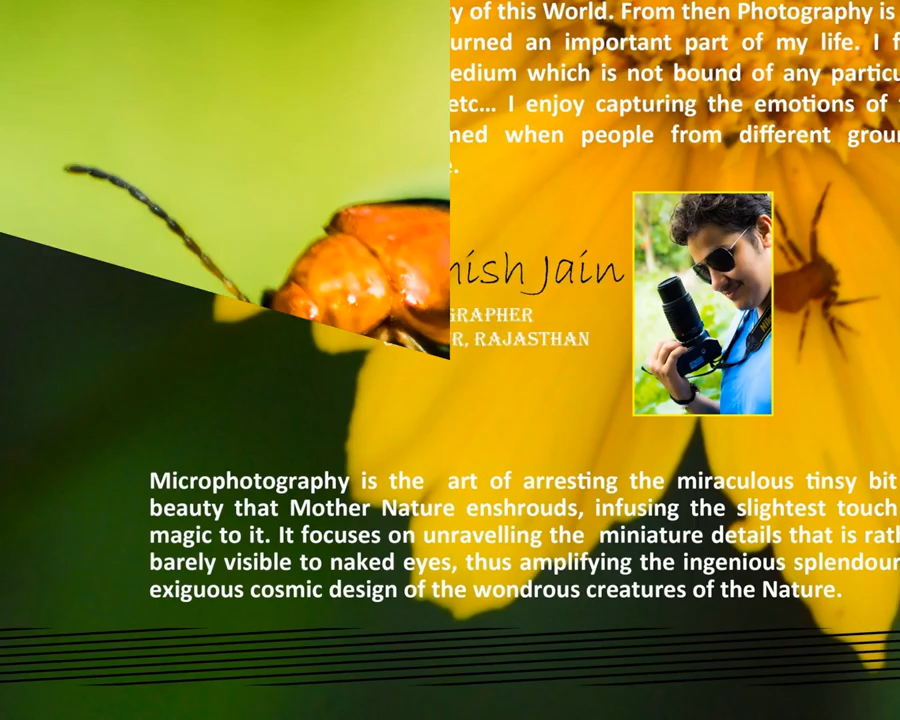 y of this World. From then Photography is
urned an important part of my life. I f
edium which is not bound of any particu
etc... I enjoy capturing the emotions of
ned when people from different grour
e.
nish Jain
GRAPHER
R, RAJASTHAN
Microphotography is the art of arresting the miraculous tinsy bit
beauty that Mother Nature enshrouds, infusing the slightest touch
magic to it. It focuses on unravelling the miniature details that is rath
barely visible to naked eyes, thus amplifying the ingenious splendour
exiguous cosmic design of the wondrous creatures of the Nature.